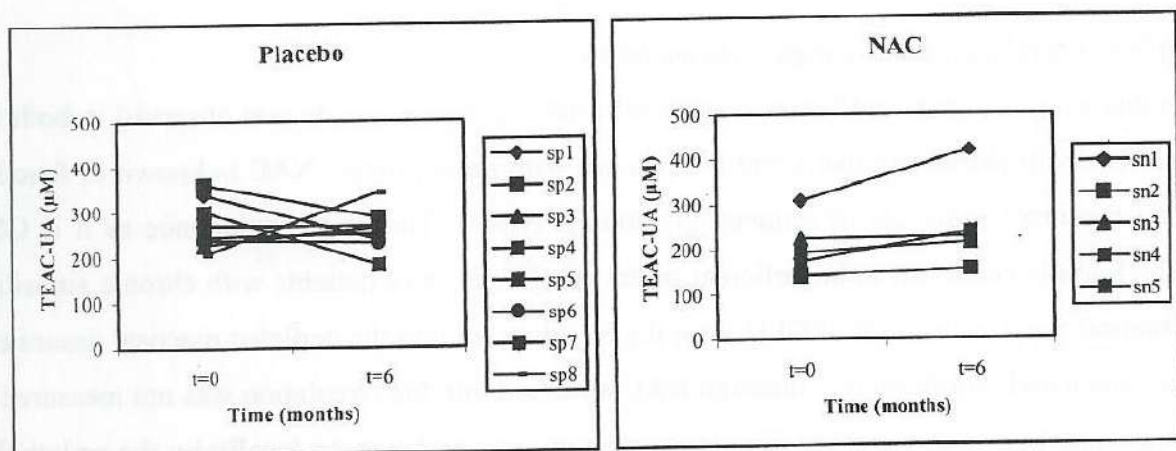 Placebo
TEAC-UA (µM)
500
400
300
200
100
0
t=0
t=6
Time (months)
sp1
sp2
sp3
sp4
sp5
sp6
sp7
sp8
NAC
TEAC-UA (µM)
500
400
300
200
100
0
t=0
t=6
Time (months)
sn1
sn2
sn3
sn4
sn5